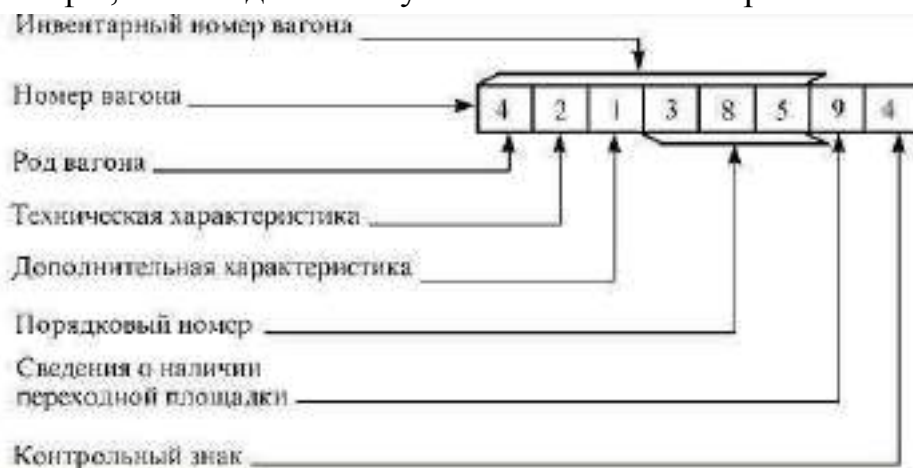 Инвентарный номер вагона
Номер вагона
4 2 1 3 8 5 9 4
Род вагона
Техническая характеристика
Дополнительная характеристика
Порядковый номер
Сведения о наличии
переходной площадки
Контрольный знак